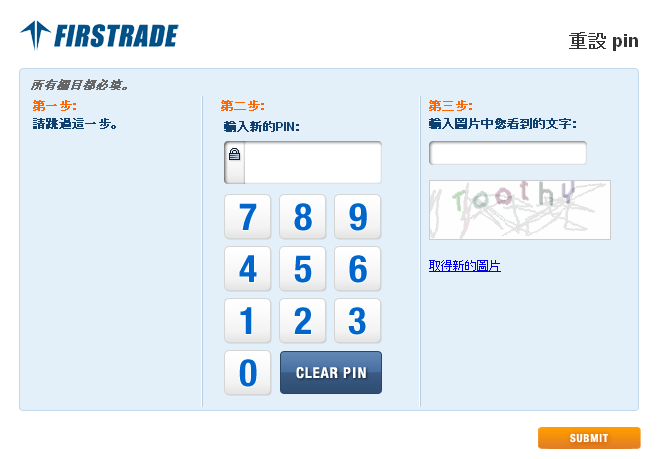 FIRSTRADE
重設 pin
所有欄目都必填。
第一步:
請跳過這一步。
第二步:
輸入新的PIN:
7 8 9
4 5 6
1 2 3
0 CLEAR PIN
第三步:
輸入圖片中您看到的文字:
Toothy
取得新的圖片
SUBMIT